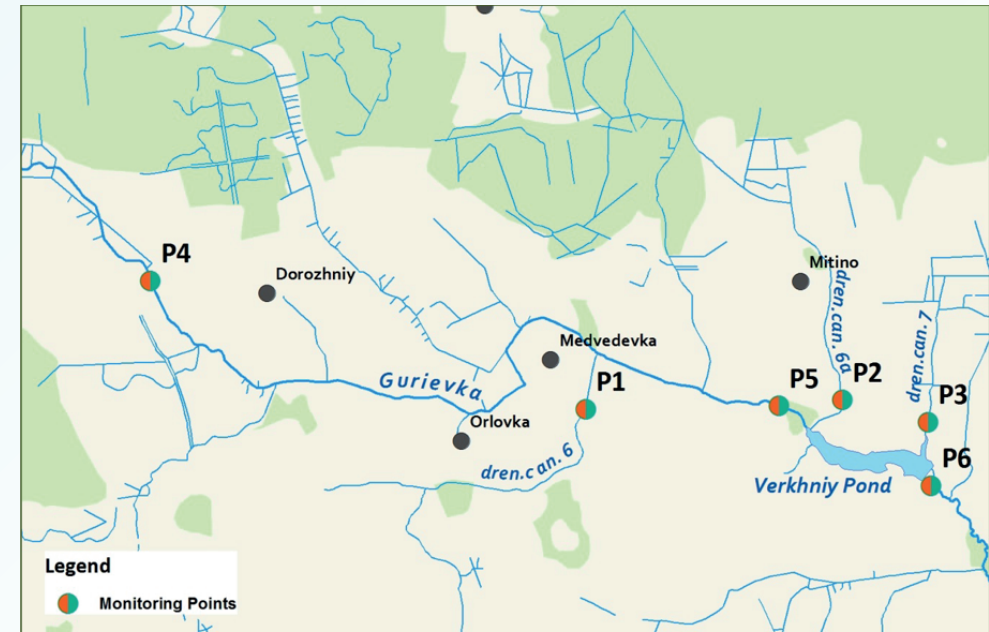 P4
Dorozhniy
Mitino
dren.can. 6a
Medvedevka
dren.can. 7
Gurievka
P1
P5
P2
P3
Orlovka
dren.can. 6
P6
Verkhniy Pond
Legend
Monitoring Points